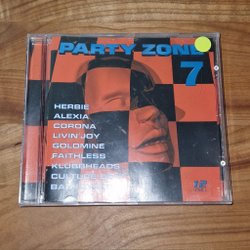 PARTY ZONE
7
HERBIE
ALEXIA
CORONA
LIVIN' JOY
GOLDMINE
FAITHLESS
KLUBBHEADS
CULTURE